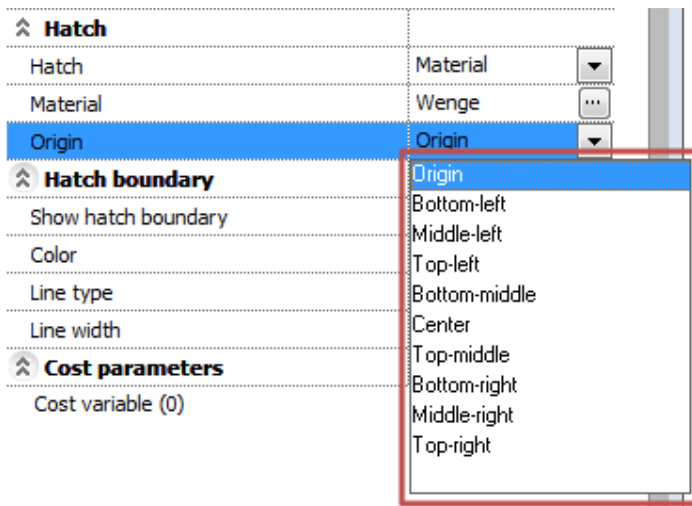 Hatch
Hatch Material
Material Wenge ...
Origin Origin
Hatch boundary
Show hatch boundary
Color
Line type
Line width
Cost parameters
Cost variable (0)
Origin
Bottom-left
Middle-left
Top-left
Bottom-middle
Center
Top-middle
Bottom-right
Middle-right
Top-right